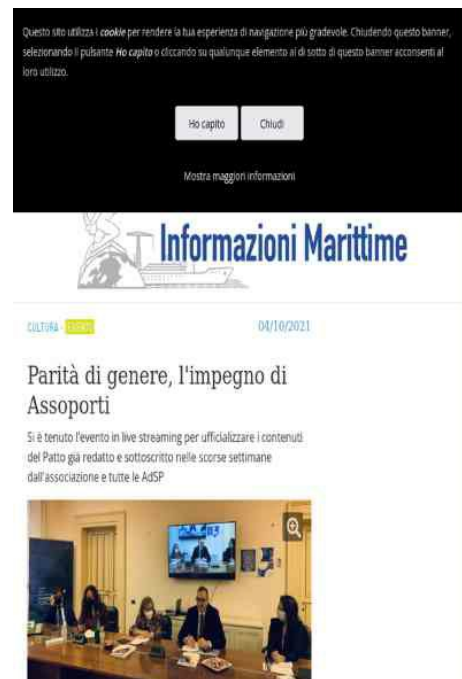 Questo sito utilizza i cookie per rendere la tua esperienza di navigazione più gradevole. Chiudendo questo banner,
selezionando il pulsante Ho capito o cliccando su qualunque elemento al di sotto di questo banner acconsenti al
loro utilizzo.
Ho capito
Chiudi
Mostra maggiori informazioni
Informazioni Marittime
CULTURA - EVENTI
04/10/2021
Parità di genere, l'impegno di
Assoporti
Si è tenuto l'evento in live streaming per ufficializzare i contenuti
del Patto già redatto e sottoscritto nelle scorse settimane
dall'associazione e tutte le AdSP